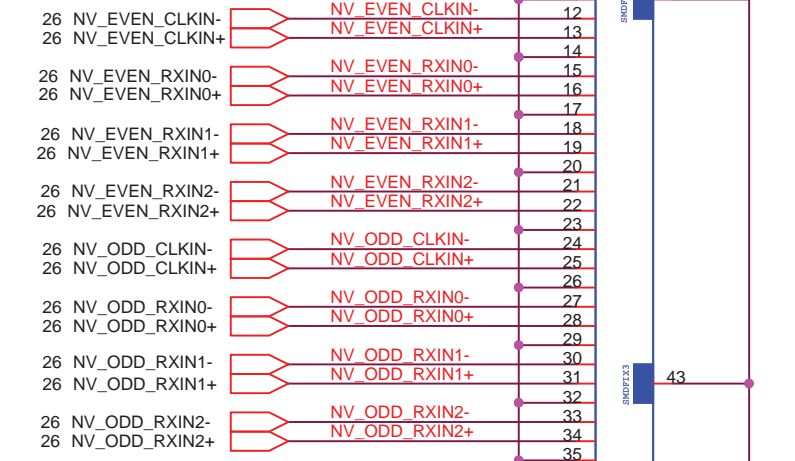 26 NV_EVEN_CLKIN- NV_EVEN_CLKIN- 12
26 NV_EVEN_CLKIN+ NV_EVEN_CLKIN+ 13
14
26 NV_EVEN_RXIN0- NV_EVEN_RXIN0- 15
26 NV_EVEN_RXIN0+ NV_EVEN_RXIN0+ 16
17
26 NV_EVEN_RXIN1- NV_EVEN_RXIN1- 18
26 NV_EVEN_RXIN1+ NV_EVEN_RXIN1+ 19
20
26 NV_EVEN_RXIN2- NV_EVEN_RXIN2- 21
26 NV_EVEN_RXIN2+ NV_EVEN_RXIN2+ 22
23
26 NV_ODD_CLKIN- NV_ODD_CLKIN- 24
26 NV_ODD_CLKIN+ NV_ODD_CLKIN+ 25
26
26 NV_ODD_RXIN0- NV_ODD_RXIN0- 27
26 NV_ODD_RXIN0+ NV_ODD_RXIN0+ 28
29
26 NV_ODD_RXIN1- NV_ODD_RXIN1- 30
26 NV_ODD_RXIN1+ NV_ODD_RXIN1+ 31
SMDFIX3 43
32
26 NV_ODD_RXIN2- NV_ODD_RXIN2- 33
26 NV_ODD_RXIN2+ NV_ODD_RXIN2+ 34
35